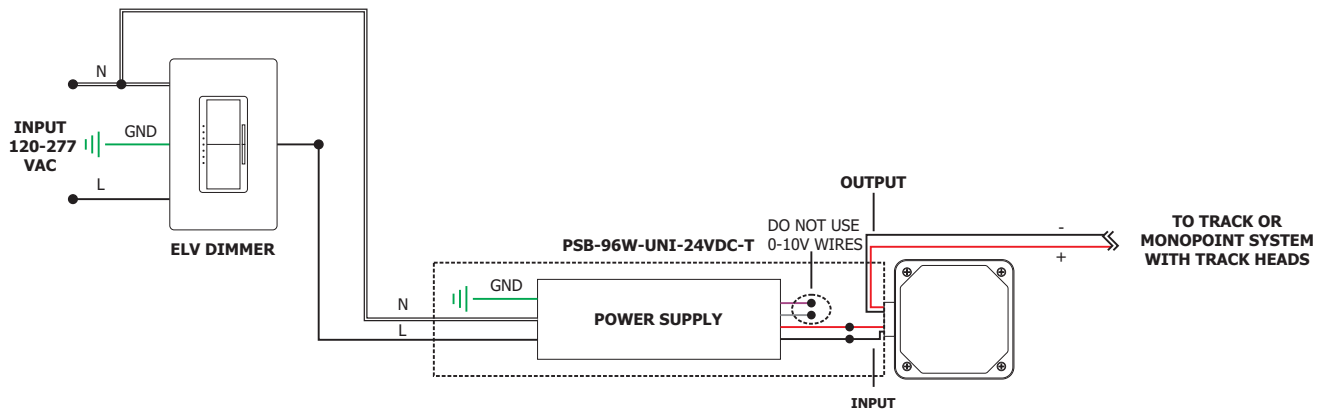 N
INPUT
120-277
VAC
GND
L
ELV DIMMER
OUTPUT
DO NOT USE
0-10V WIRES
PSB-96W-UNI-24VDC-T
-
+
TO TRACK OR
MONOPOINT SYSTEM
WITH TRACK HEADS
GND
N
L
POWER SUPPLY
INPUT